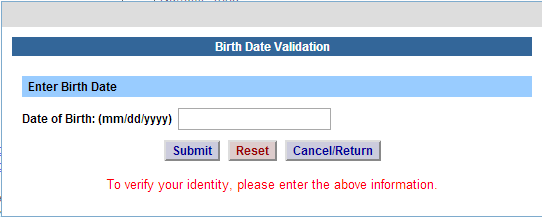 Birth Date Validation
Enter Birth Date
Date of Birth: (mm/dd/yyyy)
Submit Reset Cancel/Return
To verify your identity, please enter the above information.